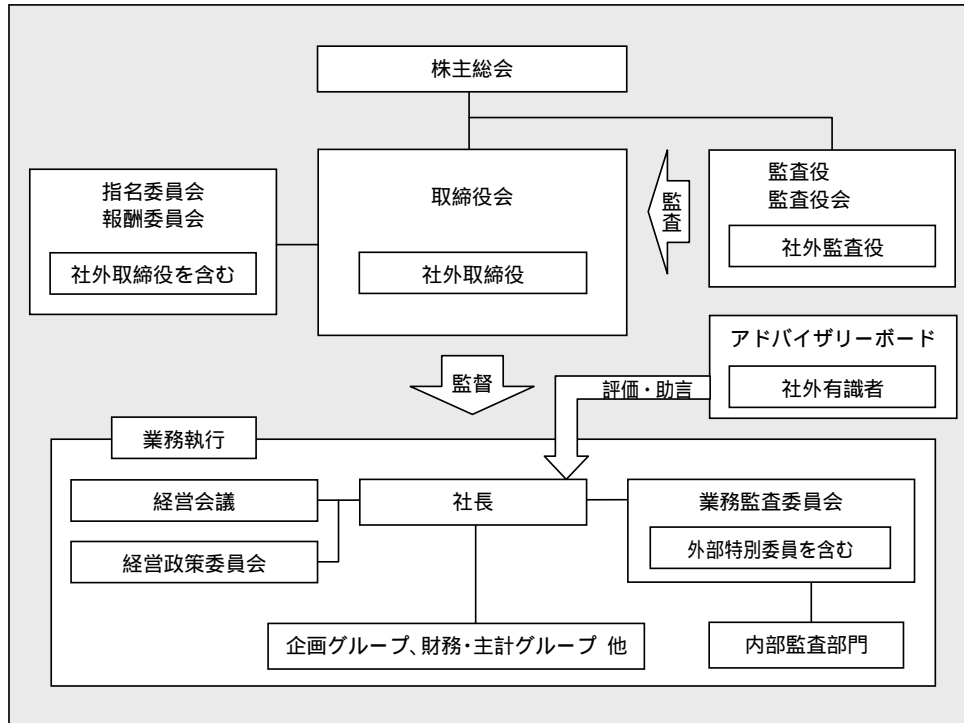 株主総会
指名委員会
報酬委員会
社外取締役を含む
取締役会
社外取締役
監査
監査役
監査役会
社外監査役
アドバイザリーボード
社外有識者
監督
評価・助言
業務執行
経営会議
経営政策委員会
社長
業務監査委員会
外部特別委員を含む
企画グループ、財務・主計グループ 他
内部監査部門